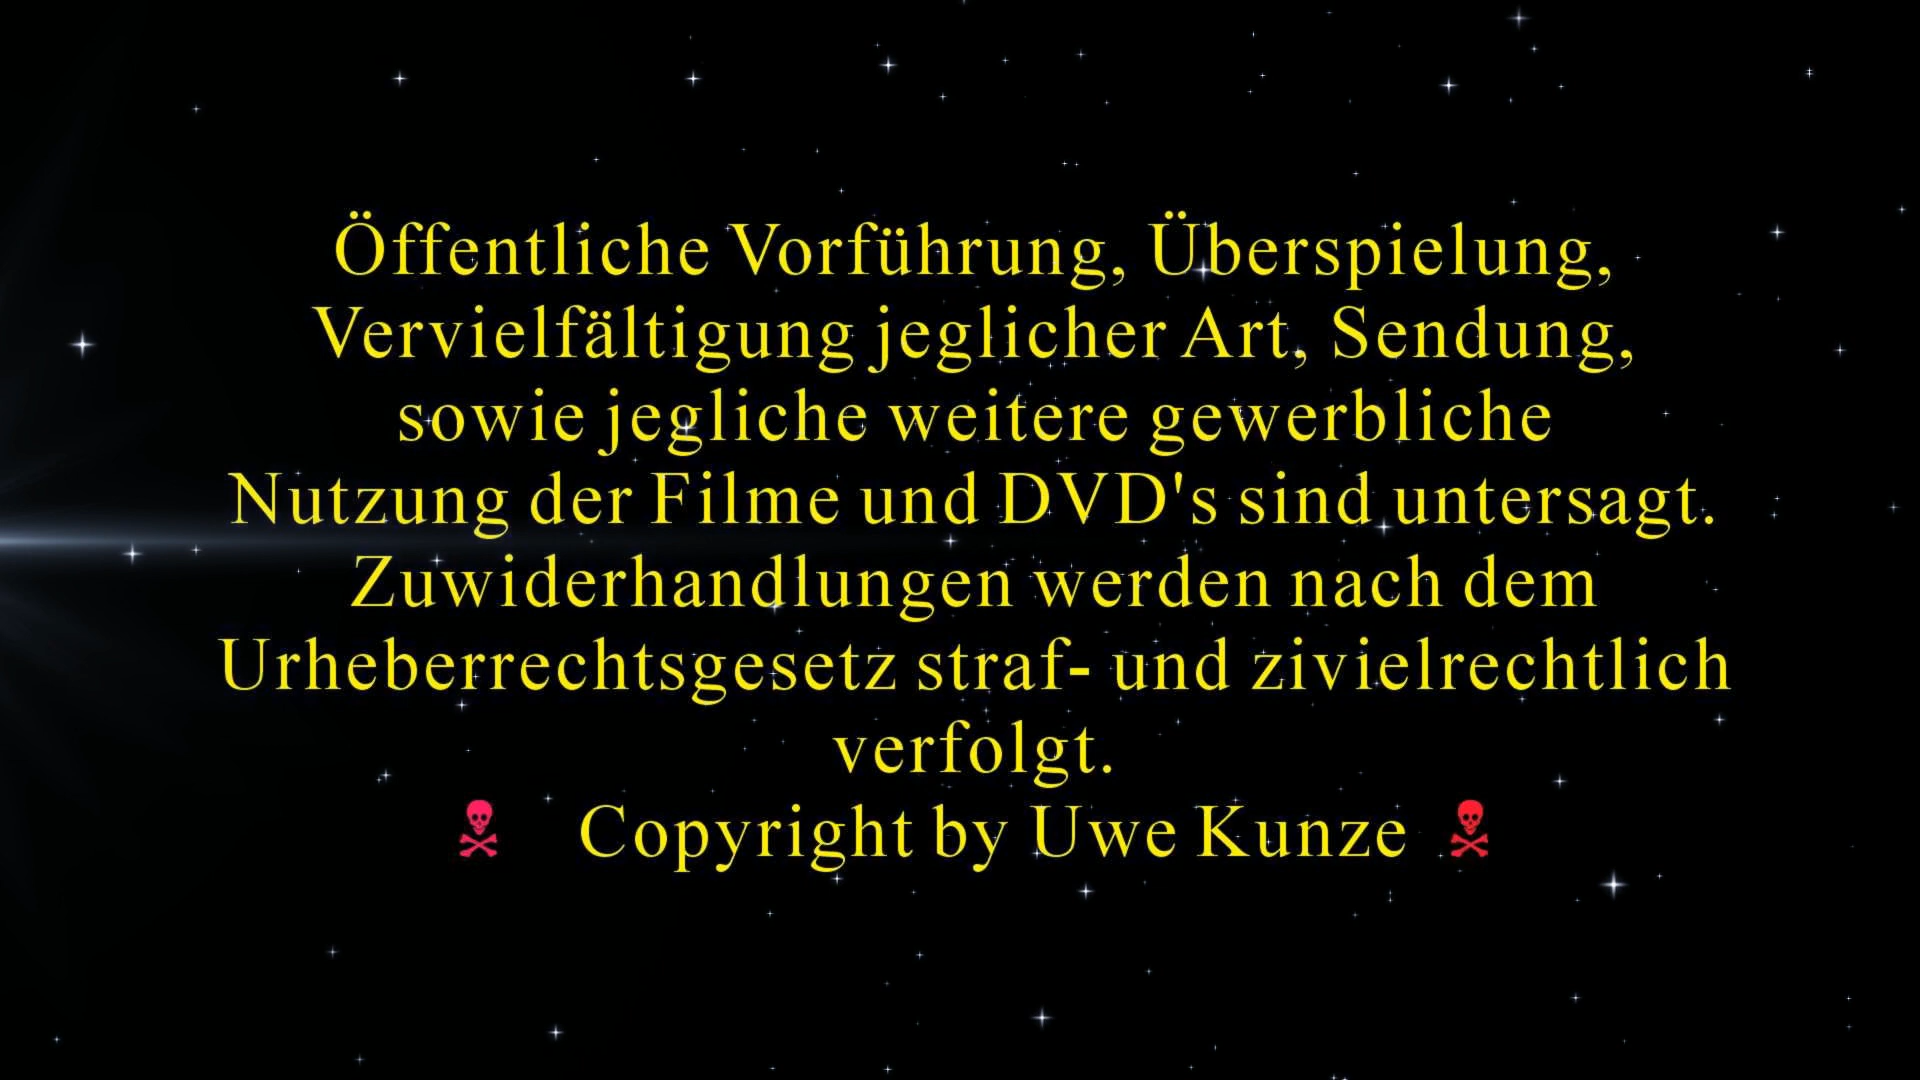 Öffentliche Vorführung, Überspielung,
Vervielfältigung jeglicher Art, Sendung,
sowie jegliche weitere gewerbliche
Nutzung der Filme und DVD's sind untersagt.
Zuwiderhandlungen werden nach dem
Urheberrechtsgesetz straf- und zivielrechtlich
verfolgt.
Copyright by Uwe Kunze